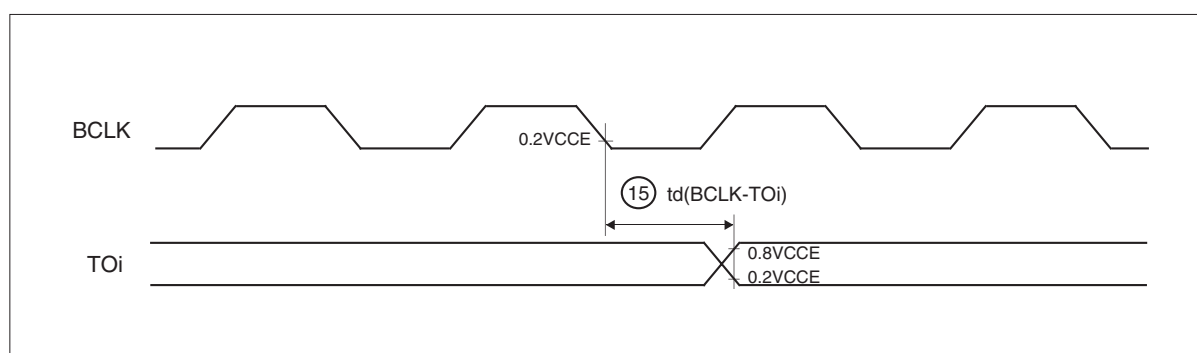 BCLK
0.2VCCE
15 td(BCLK-TOi)
TOi
0.8VCCE
0.2VCCE